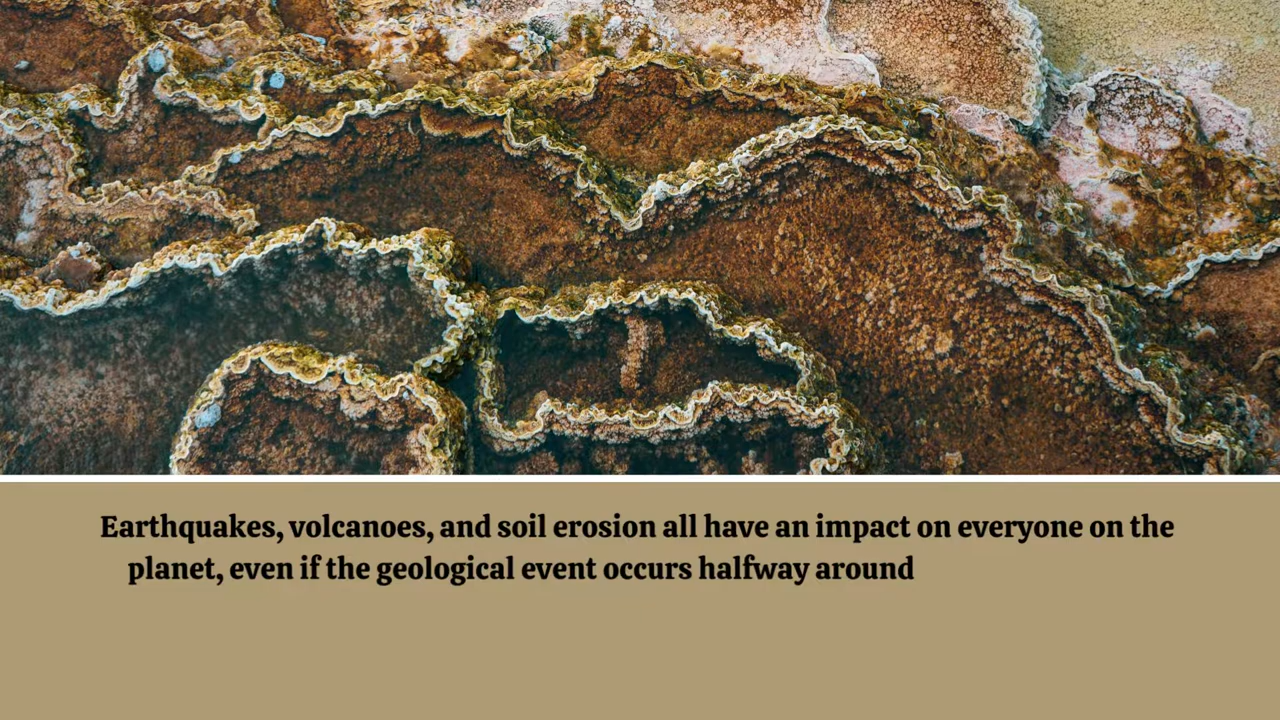 Earthquakes, volcanoes, and soil erosion all have an impact on everyone on the
planet, even if the geological event occurs halfway around